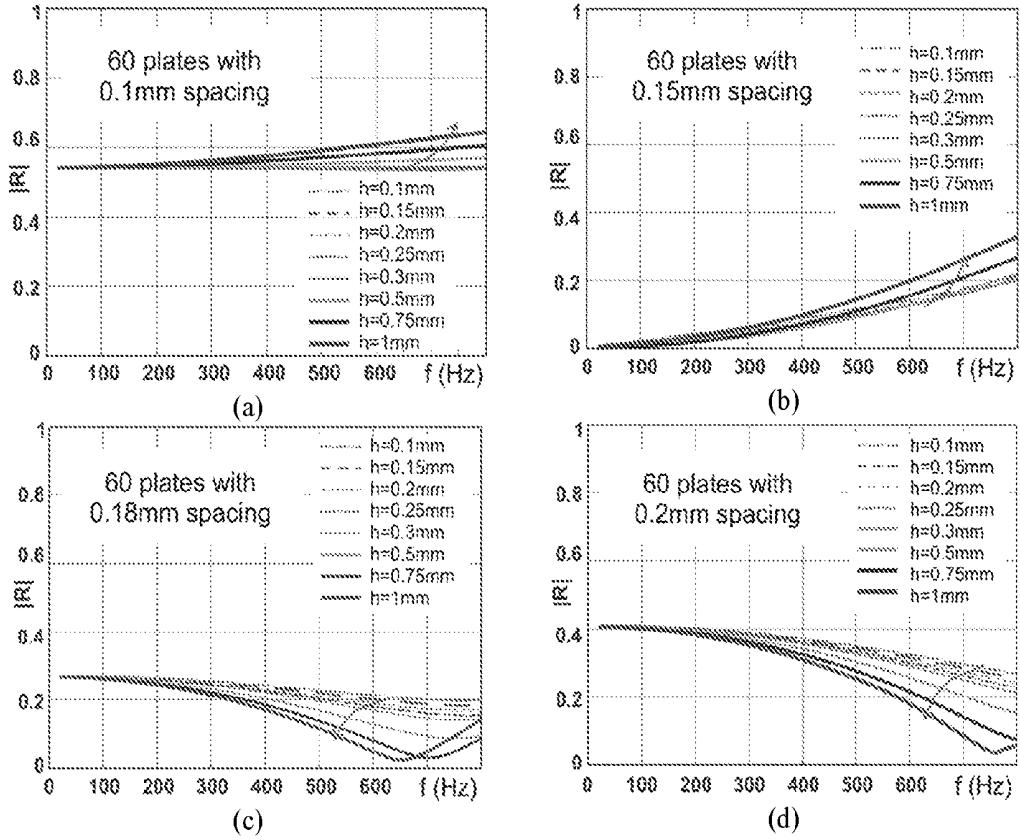 1
60 plates with
0.1mm spacing
0.8
0.6
|R|
0.4
0.2
0
h=0.1mm
h=0.15mm
h=0.2mm
h=0.25mm
h=0.3mm
h=0.5mm
h=0.75mm
h=1mm
0 100 200 300 400 500 600 f (Hz)
(a)
1
60 plates with
0.15mm spacing
0.8
0.6
|R|
0.4
0.2
0
h=0.1mm
h=0.15mm
h=0.2mm
h=0.25mm
h=0.3mm
h=0.5mm
h=0.75mm
h=1mm
0 100 200 300 400 500 600 f (Hz)
(b)
1
60 plates with
0.18mm spacing
0.8
0.6
|R|
0.4
0.2
0
h=0.1mm
h=0.15mm
h=0.2mm
h=0.25mm
h=0.3mm
h=0.5mm
h=0.75mm
h=1mm
0 100 200 300 400 500 600 f (Hz)
(c)
1
60 plates with
0.2mm spacing
0.8
0.6
|R|
0.4
0.2
0
h=0.1mm
h=0.15mm
h=0.2mm
h=0.25mm
h=0.3mm
h=0.5mm
h=0.75mm
h=1mm
0 100 200 300 400 500 600 f (Hz)
(d)